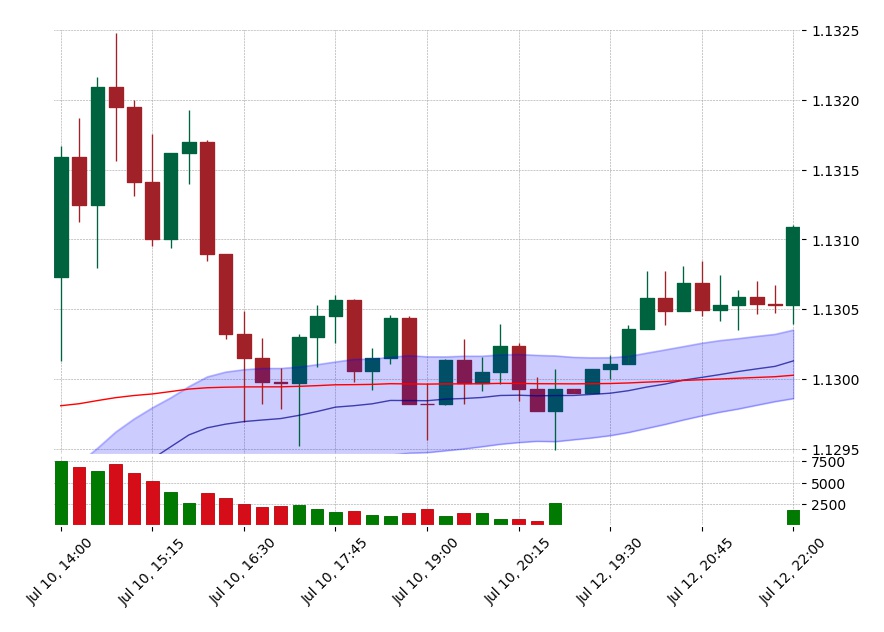 1.1325
1.1320
1.1315
1.1310
1.1305
1.1300
1.1295
7500
5000
2500
Jul 10, 14:00
Jul 10, 15:15
Jul 10, 16:30
Jul 10, 17:45
Jul 10, 19:00
Jul 10, 20:15
Jul 12, 19:30
Jul 12, 20:45
Jul 12, 22:00